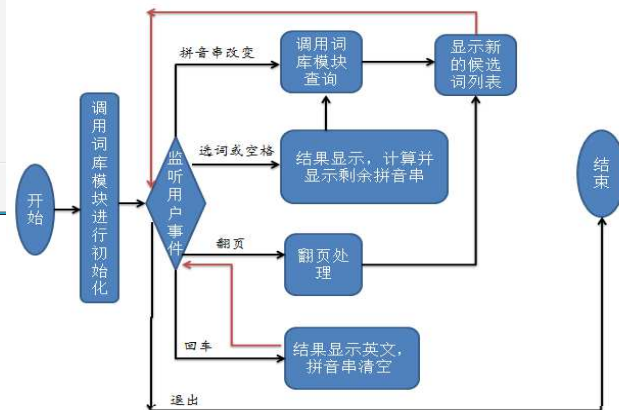 开始
调用词库模块进行初始化
监听用户事件
拼音串改变
调用词
库模块
查询
显示新
的候选
词列表
选词或空格
结果显示，计算并
显示剩余拼音串
翻页
翻页处
理
回车
结果显示英文，
拼音串清空
退出
结束